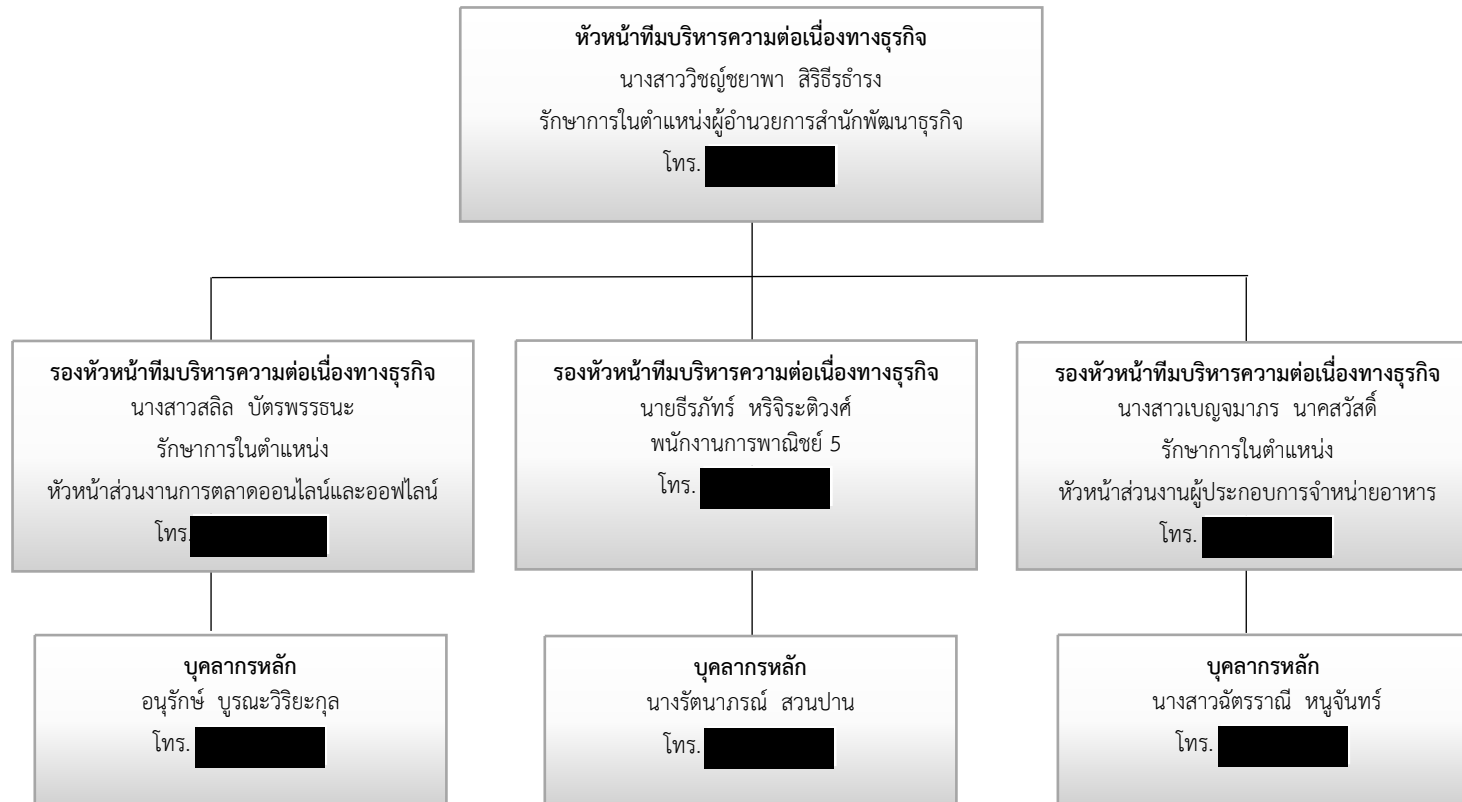 หัวหน้าทีมบริหารความต่อเนื่องทางธุรกิจ
นางสาววิชญ์ชยาพา สิริธีรธำรง
รักษาการในตำแหน่งผู้อำนวยการสำนักพัฒนาธุรกิจ
โทร.
รองหัวหน้าทีมบริหารความต่อเนื่องทางธุรกิจ
นางสาวสลิล บัตรพรรธนะ
รักษาการในตำแหน่ง
หัวหน้าส่วนงานการตลาดออนไลน์และออฟไลน์
โทร.
รองหัวหน้าทีมบริหารความต่อเนื่องทางธุรกิจ
นายธีรภัทร์ หริจิระติวงศ์
พนักงานการพาณิชย์ 5
โทร.
รองหัวหน้าทีมบริหารความต่อเนื่องทางธุรกิจ
นางสาวเบญจมาภร นาคสวัสดิ์
รักษาการในตำแหน่ง
หัวหน้าส่วนงานผู้ประกอบการจำหน่ายอาหาร
โทร.
บุคลากรหลัก
อนุรักษ์ บูรณะวิริยะกุล
โทร.
บุคลากรหลัก
นางรัตนาภรณ์ สวนปาน
โทร.
บุคลากรหลัก
นางสาวฉัตรราณี หนูจันทร์
โทร.